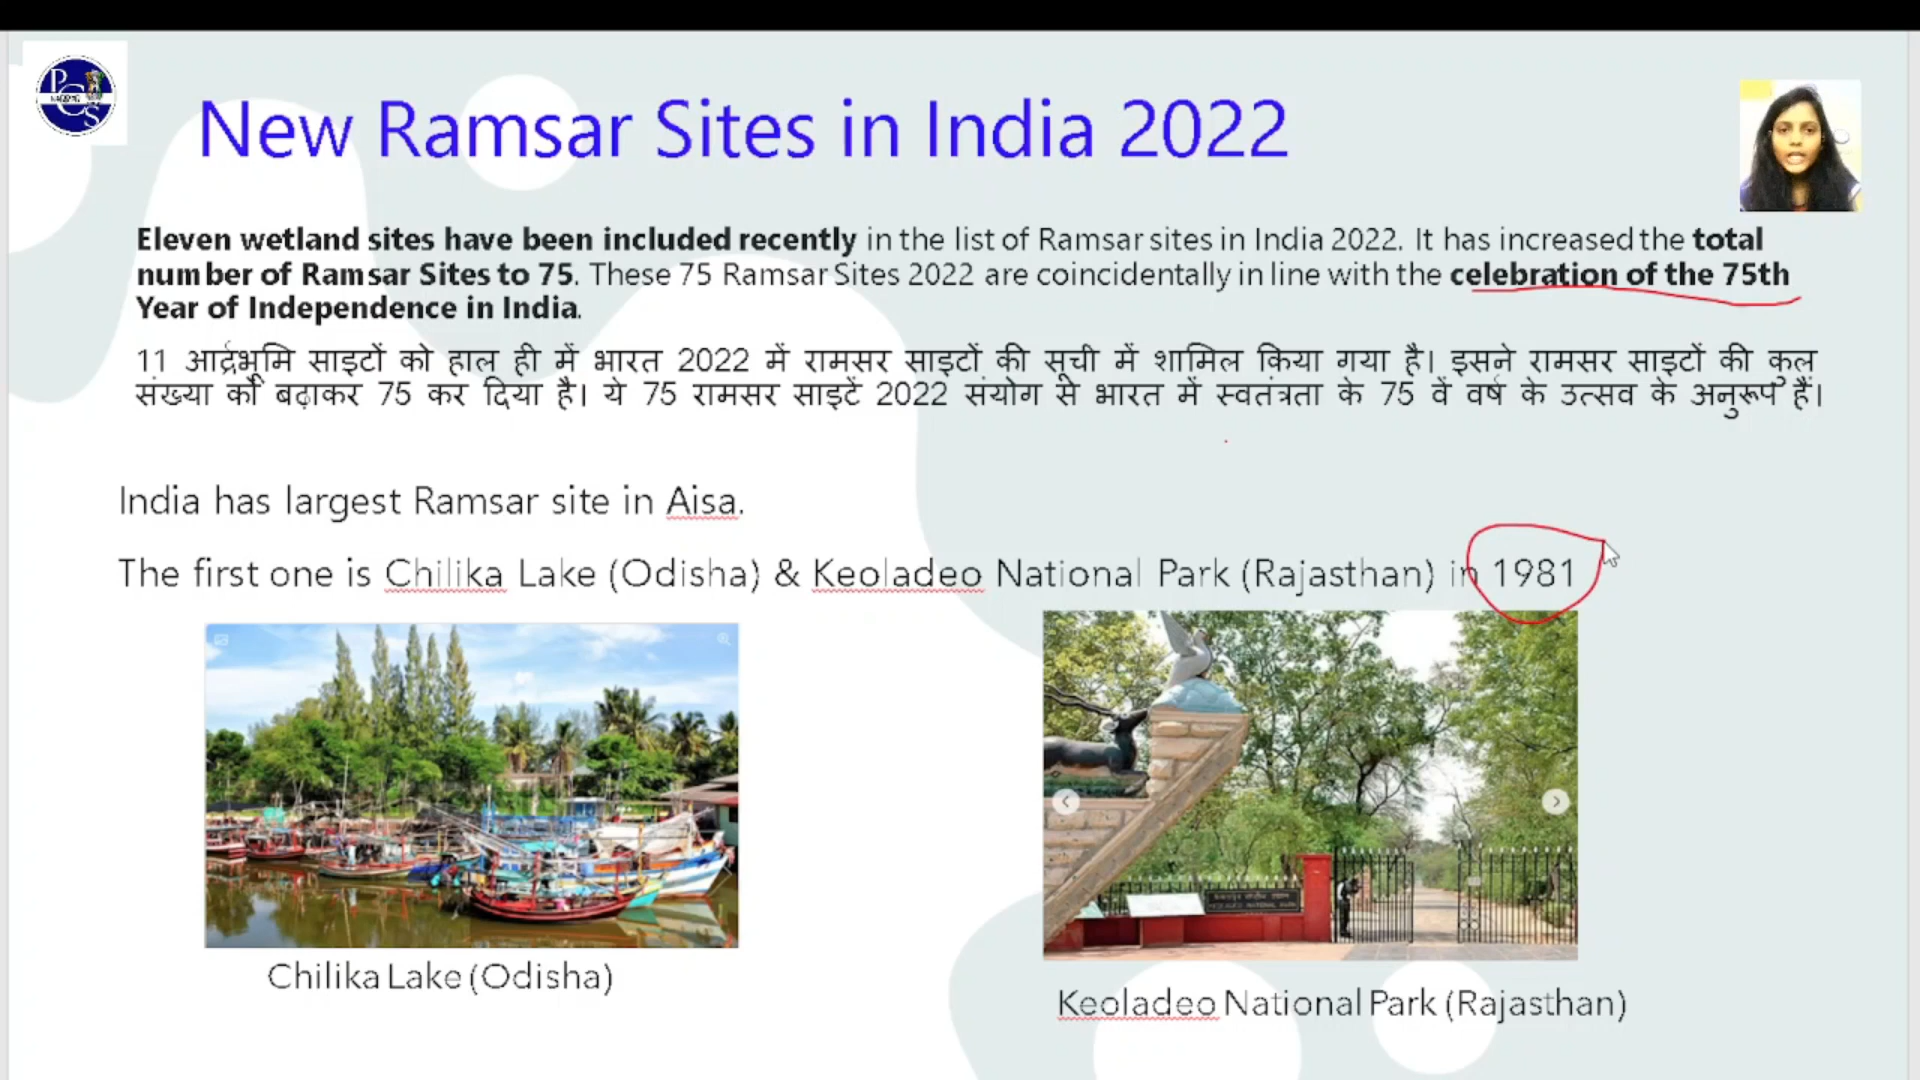 PCS
New Ramsar Sites in India 2022
Eleven wetland sites have been included recently in the list of Ramsar sites in India 2022. It has increased the total
number of Ramsar Sites to 75. These 75 Ramsar Sites 2022 are coincidentally in line with the celebration of the 75th
Year of Independence in India.
11 आर्द्रभूमि साइटों को हाल ही में भारत 2022 में रामसर साइटों की सूची में शामिल किया गया है। इसने रामसर साइटों की कुल
संख्या को बढ़ाकर 75 कर दिया है। ये 75 रामसर साइटें 2022 संयोग से भारत में स्वतंत्रता के 75 वें वर्ष के उत्सव के अनुरूप हैं।
India has largest Ramsar site in Aisa.
The first one is Chilika Lake (Odisha) & Keoladeo National Park (Rajasthan) in 1981
Chilika Lake (Odisha)
Keoladeo National Park (Rajasthan)